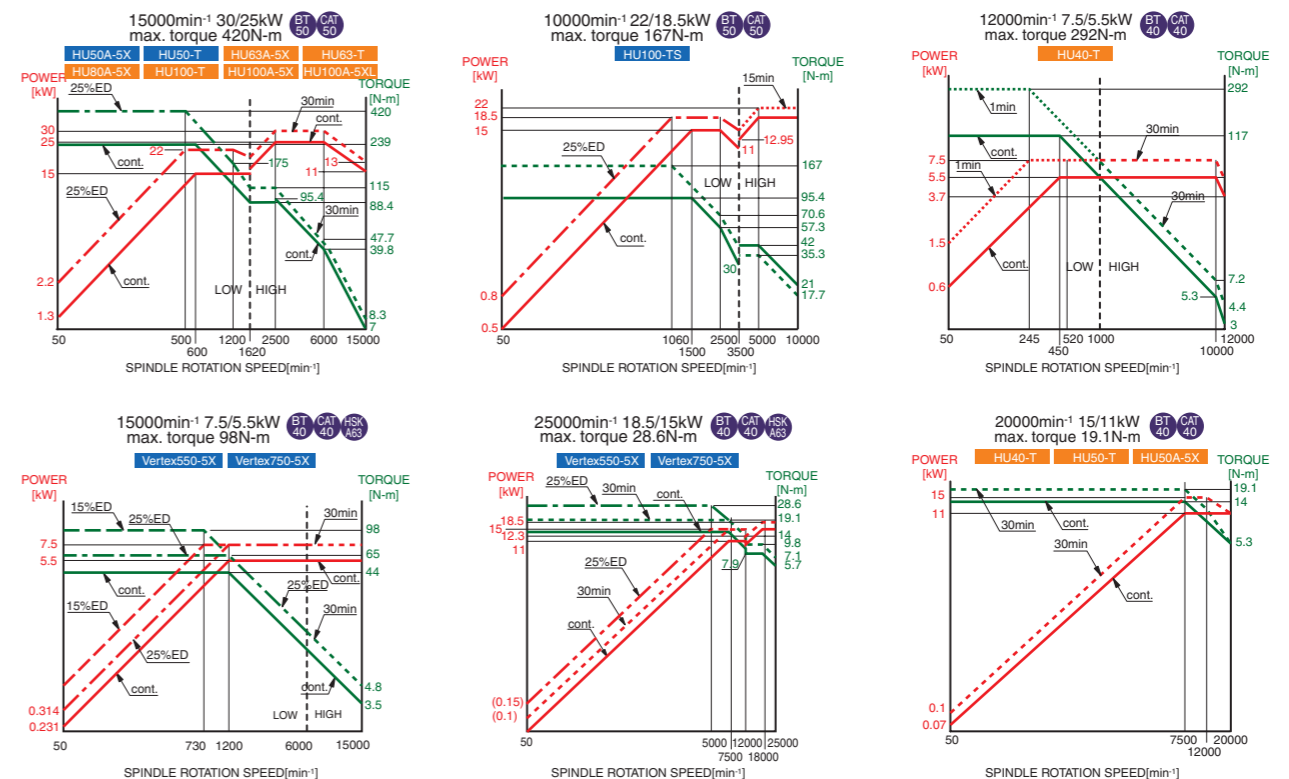 15000min-1 30/25kW BT 50 CAT 50
max. torque 420N-m
HU50A-5X HU50-T HU63A-5X HU63-T
HU80A-5X HU100-T HU100A-5X HU100A-5XL
POWER [kW]
TORQUE [N-m]
25%ED
30min
cont.
420
30
25
239
22
175
13
cont.
15
11
115
25%ED
95.4
88.4
30min
47.7
39.8
cont.
2.2
cont.
LOW HIGH
1.3
8.3
7
50 500 1200 2500 6000 15000
600 1620
SPINDLE ROTATION SPEED[min-1]
10000min-1 22/18.5kW BT 50 CAT 50
max. torque 167N-m
HU100-TS
POWER [kW]
TORQUE [N-m]
15min
22
18.5
15
25%ED
12.95
11
167
LOW HIGH
95.4
70.6
57.3
cont.
42
35.3
30
21
17.7
0.8
0.5
50 1060 2500 5000 10000
1500 3500
SPINDLE ROTATION SPEED[min-1]
12000min-1 7.5/5.5kW BT 40 CAT 40
max. torque 292N-m
HU40-T
POWER [kW]
TORQUE [N-m]
292
1min
30min
117
cont.
7.5
1min
5.5
3.7
30min
1.5
cont.
LOW HIGH
0.6
7.2
5.3
4.4
3
50 245 520 1000 12000
450 10000
SPINDLE ROTATION SPEED[min-1]
15000min-1 7.5/5.5kW BT 40 CAT 40 HSK A63
max. torque 98N-m
Vertex550-5X Vertex750-5X
POWER [kW]
TORQUE [N-m]
15%ED
25%ED
30min
98
7.5
65
5.5
44
cont.
cont.
25%ED
15%ED
30min
25%ED
cont.
cont.
4.8
3.5
0.314
0.231
LOW HIGH
50 730 1200 6000 15000
SPINDLE ROTATION SPEED[min-1]
25000min-1 18.5/15kW BT 40 CAT 40 HSK A63
max. torque 28.6N-m
Vertex550-5X Vertex750-5X
POWER [kW]
TORQUE [N-m]
25%ED
30min
cont.
28.6
18.5
19.1
15
12.3
14
11
9.8
7.9
7.1
5.7
25%ED
30min
cont.
(0.15)
(0.1)
50 5000 12000 25000
7500 18000
SPINDLE ROTATION SPEED[min-1]
20000min-1 15/11kW BT 40 CAT 40
max. torque 19.1N-m
HU40-T HU50-T HU50A-5X
POWER [kW]
TORQUE [N-m]
15
19.1
14
11
30min
cont.
30min
5.3
cont.
0.1
0.07
50 7500 20000
12000
SPINDLE ROTATION SPEED[min-1]